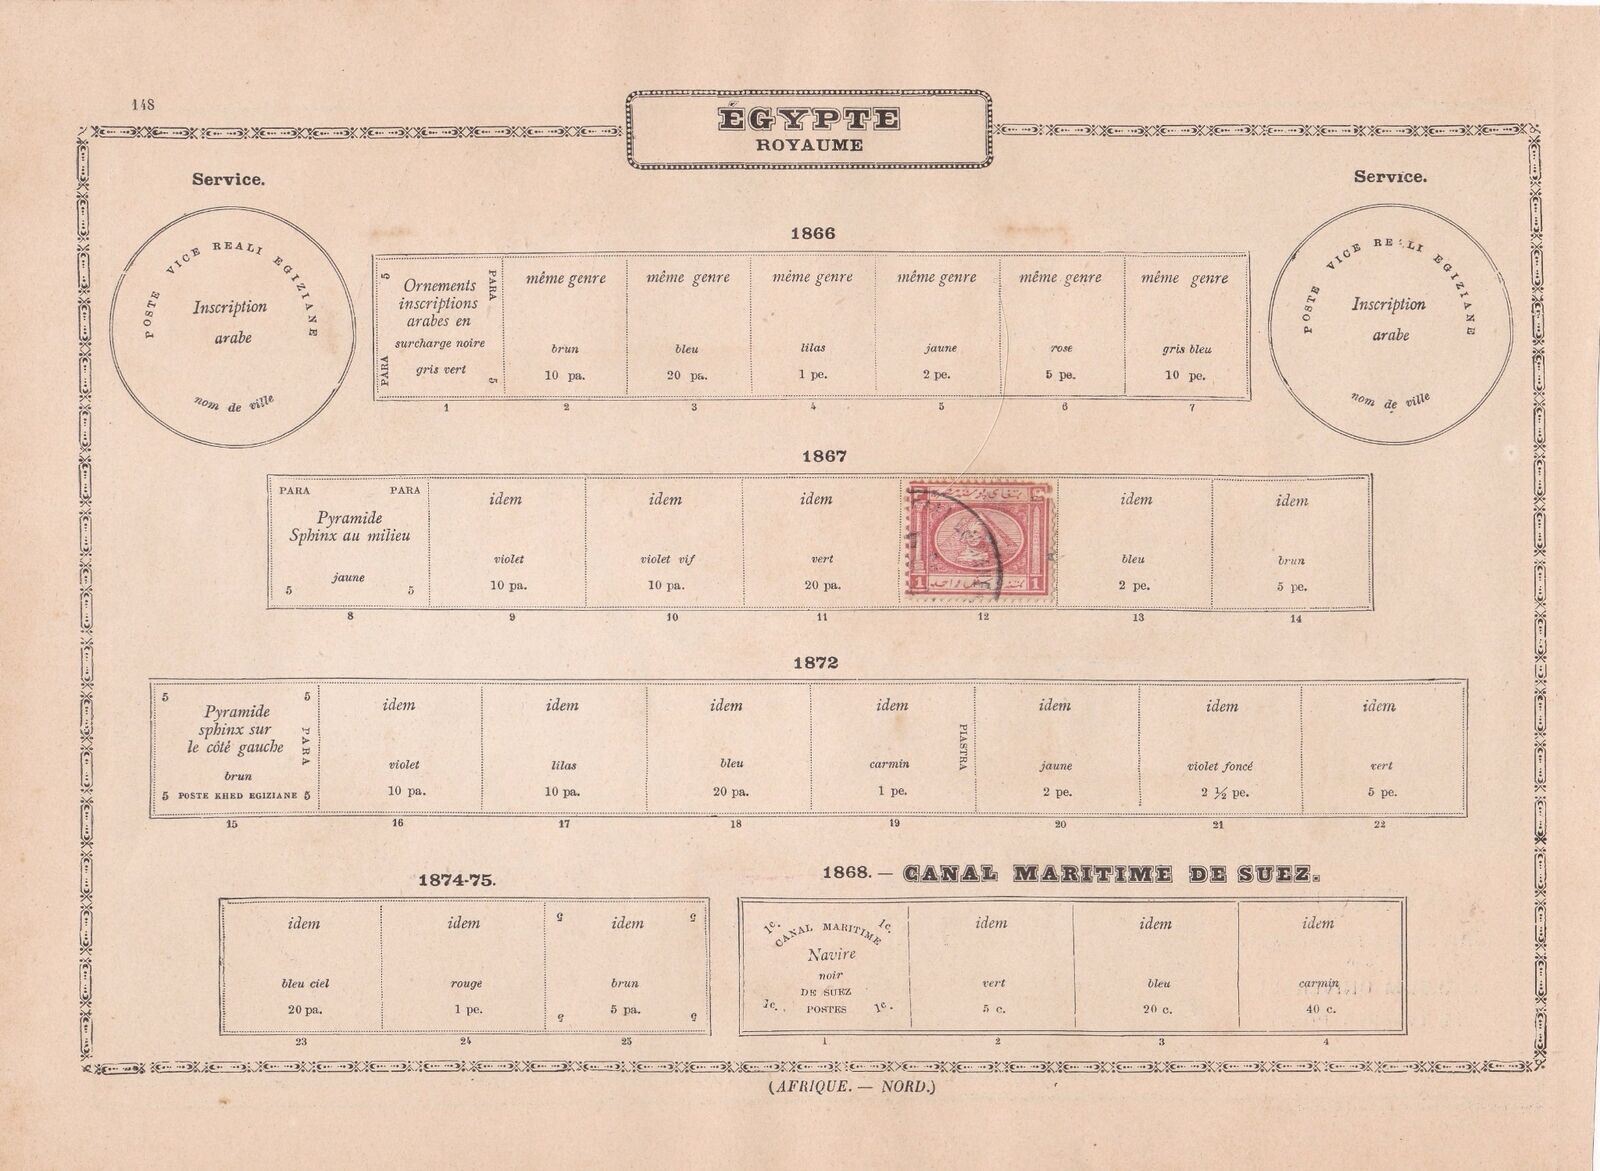 148
ÉGYPTE
ROYAUME
Service.
POSTE VICE REALI EGIZIANE
Inscription
arabe
nom de ville
Service.
POSTE VICE REALI EGIZIANE
Inscription
arabe
nom de ville
1866
5 PARA
Ornements
inscriptions
arabes en
surcharge noire
gris vert
PARA 5
1
même genre
brun
10 pa.
2
même genre
bleu
20 pa.
3
même genre
lilas
1 pe.
4
même genre
jaune
2 pe.
5
même genre
rose
5 pe.
6
même genre
gris bleu
10 pe.
7
1867
PARA PARA
Pyramide
Sphinx au milieu
jaune
5 5
8
idem
violet
10 pa.
9
idem
violet vif
10 pa.
10
idem
vert
20 pa.
11
1 1
12
idem
bleu
2 pe.
13
idem
brun
5 pe.
14
1872
5 5
Pyramide
sphinx sur
le côté gauche
PARA
brun
5 POSTE KHED EGIZIANE 5
15
idem
violet
10 pa.
16
idem
lilas
10 pa.
17
idem
bleu
20 pa.
18
idem
carmin
1 pe.
PIASTRA
19
idem
jaune
2 pe.
20
idem
violet foncé
2 ½ pe.
21
idem
vert
5 pe.
22
1874-75.
idem
bleu ciel
20 pa.
23
idem
rouge
1 pe.
24
5 5
idem
brun
5 pa.
5 5
25
1868. — CANAL MARITIME DE SUEZ.
1c. 1c.
CANAL MARITIME
Navire
noir
DE SUEZ
1c. POSTES 1c.
1
idem
vert
5 c.
2
idem
bleu
20 c.
3
idem
carmin
40 c.
4
(AFRIQUE. — NORD.)